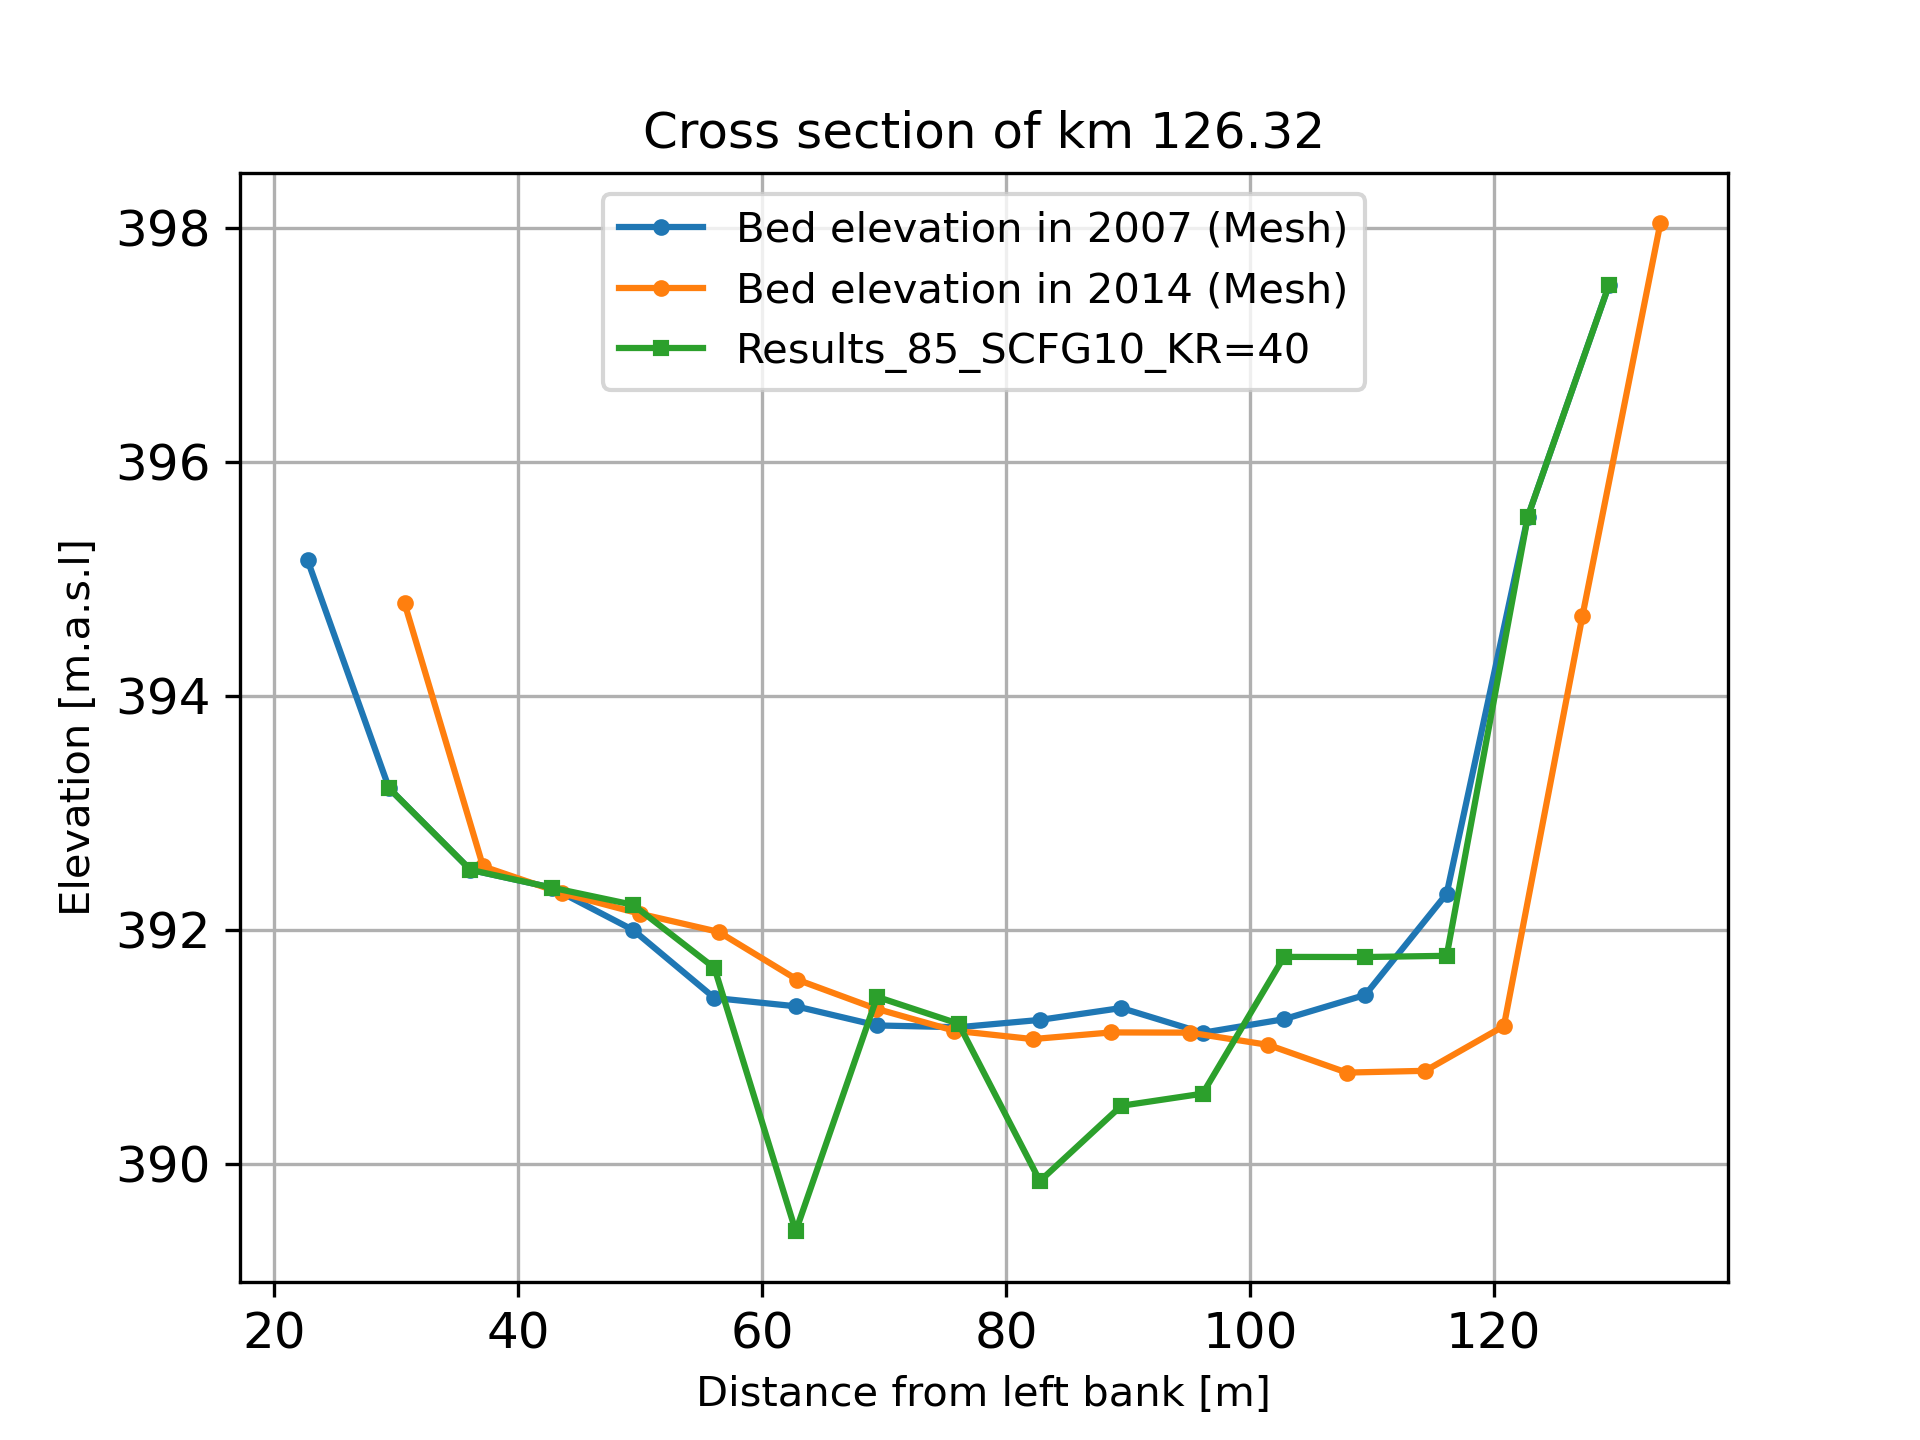 Cross section of km 126.32
Bed elevation in 2007 (Mesh)
Bed elevation in 2014 (Mesh)
Results_85_SCFG10_KR=40
398
396
394
392
390
Elevation [m.a.s.l]
20 40 60 80 100 120
Distance from left bank [m]